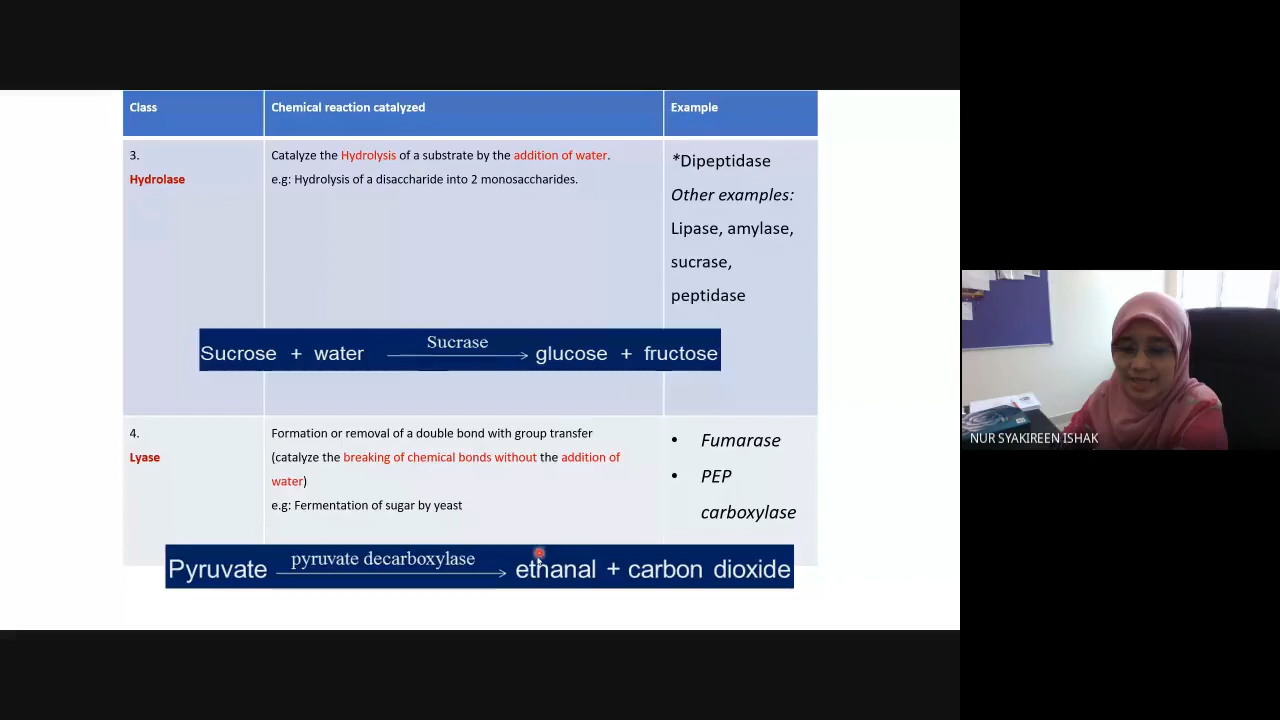 Class Chemical reaction catalyzed Example
3.
Hydrolase
Catalyze the Hydrolysis of a substrate by the addition of water.
e.g: Hydrolysis of a disaccharide into 2 monosaccharides.
*Dipeptidase
Other examples:
Lipase, amylase,
sucrase,
peptidase
Sucrase
Sucrose + water glucose + fructose
4.
Lyase
Formation or removal of a double bond with group transfer
(catalyze the breaking of chemical bonds without the addition of
water)
e.g: Fermentation of sugar by yeast
• Fumarase
• PEP
carboxylase
pyruvate decarboxylase
Pyruvate ethanal + carbon dioxide
NUR SYAKIREEN ISHAK